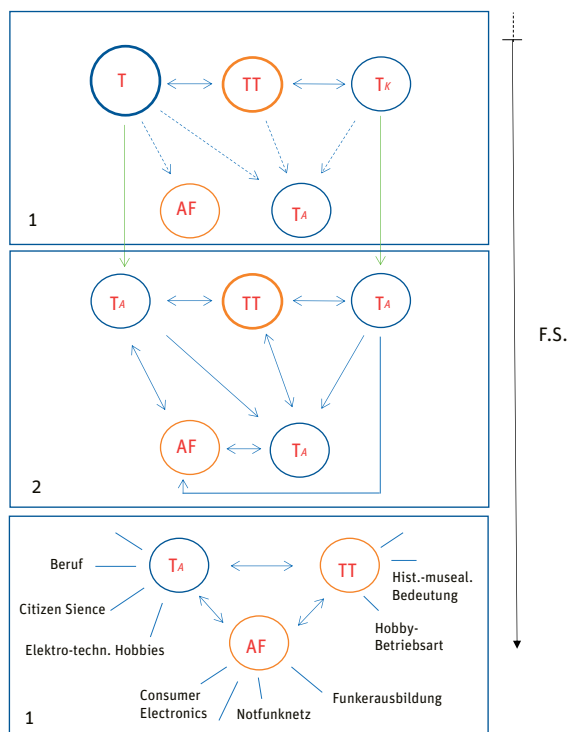 T
TT
TK
AF
TA
1
F.S.
TA
TT
TA
AF
TA
2
TA
TT
Beruf
Hist.-museal.
Bedeutung
Citizen Sience
Hobby-
Betriebsart
Elektro-techn. Hobbies
AF
Consumer
Electronics
Notfunknetz
Funkerausbildung
1